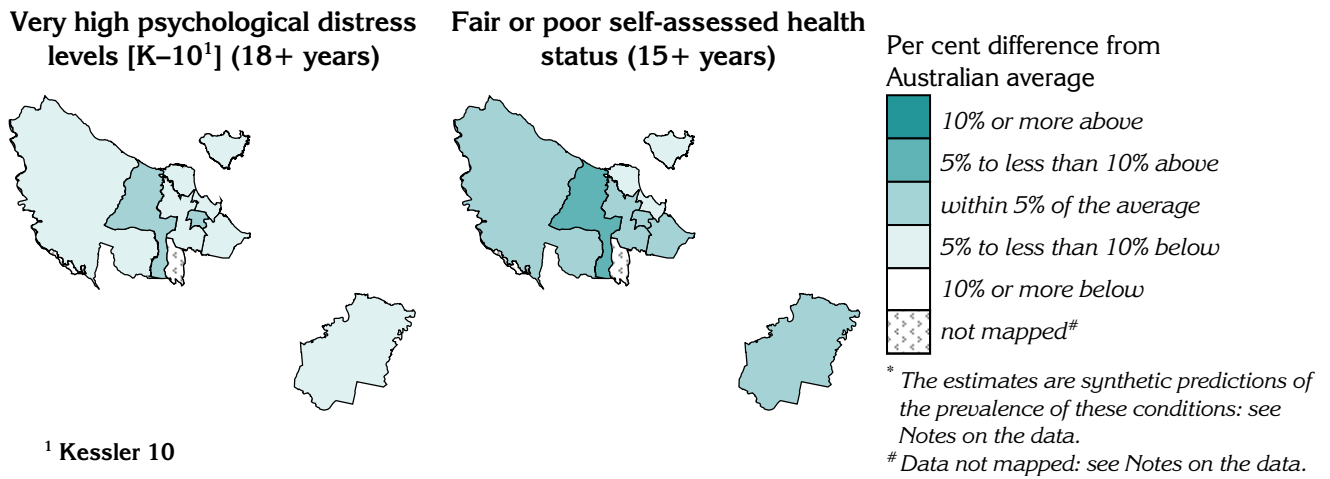 Very high psychological distress
levels [K–10¹] (18+ years)
Fair or poor self-assessed health
status (15+ years)
Per cent difference from
Australian average
10% or more above
5% to less than 10% above
within 5% of the average
5% to less than 10% below
10% or more below
not mapped#
* The estimates are synthetic predictions of
the prevalence of these conditions: see
Notes on the data.
# Data not mapped: see Notes on the data.
¹ Kessler 10